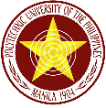 POLYTECHNIC UNIVERSITY OF THE PHILIPPINES
MANILA 1904